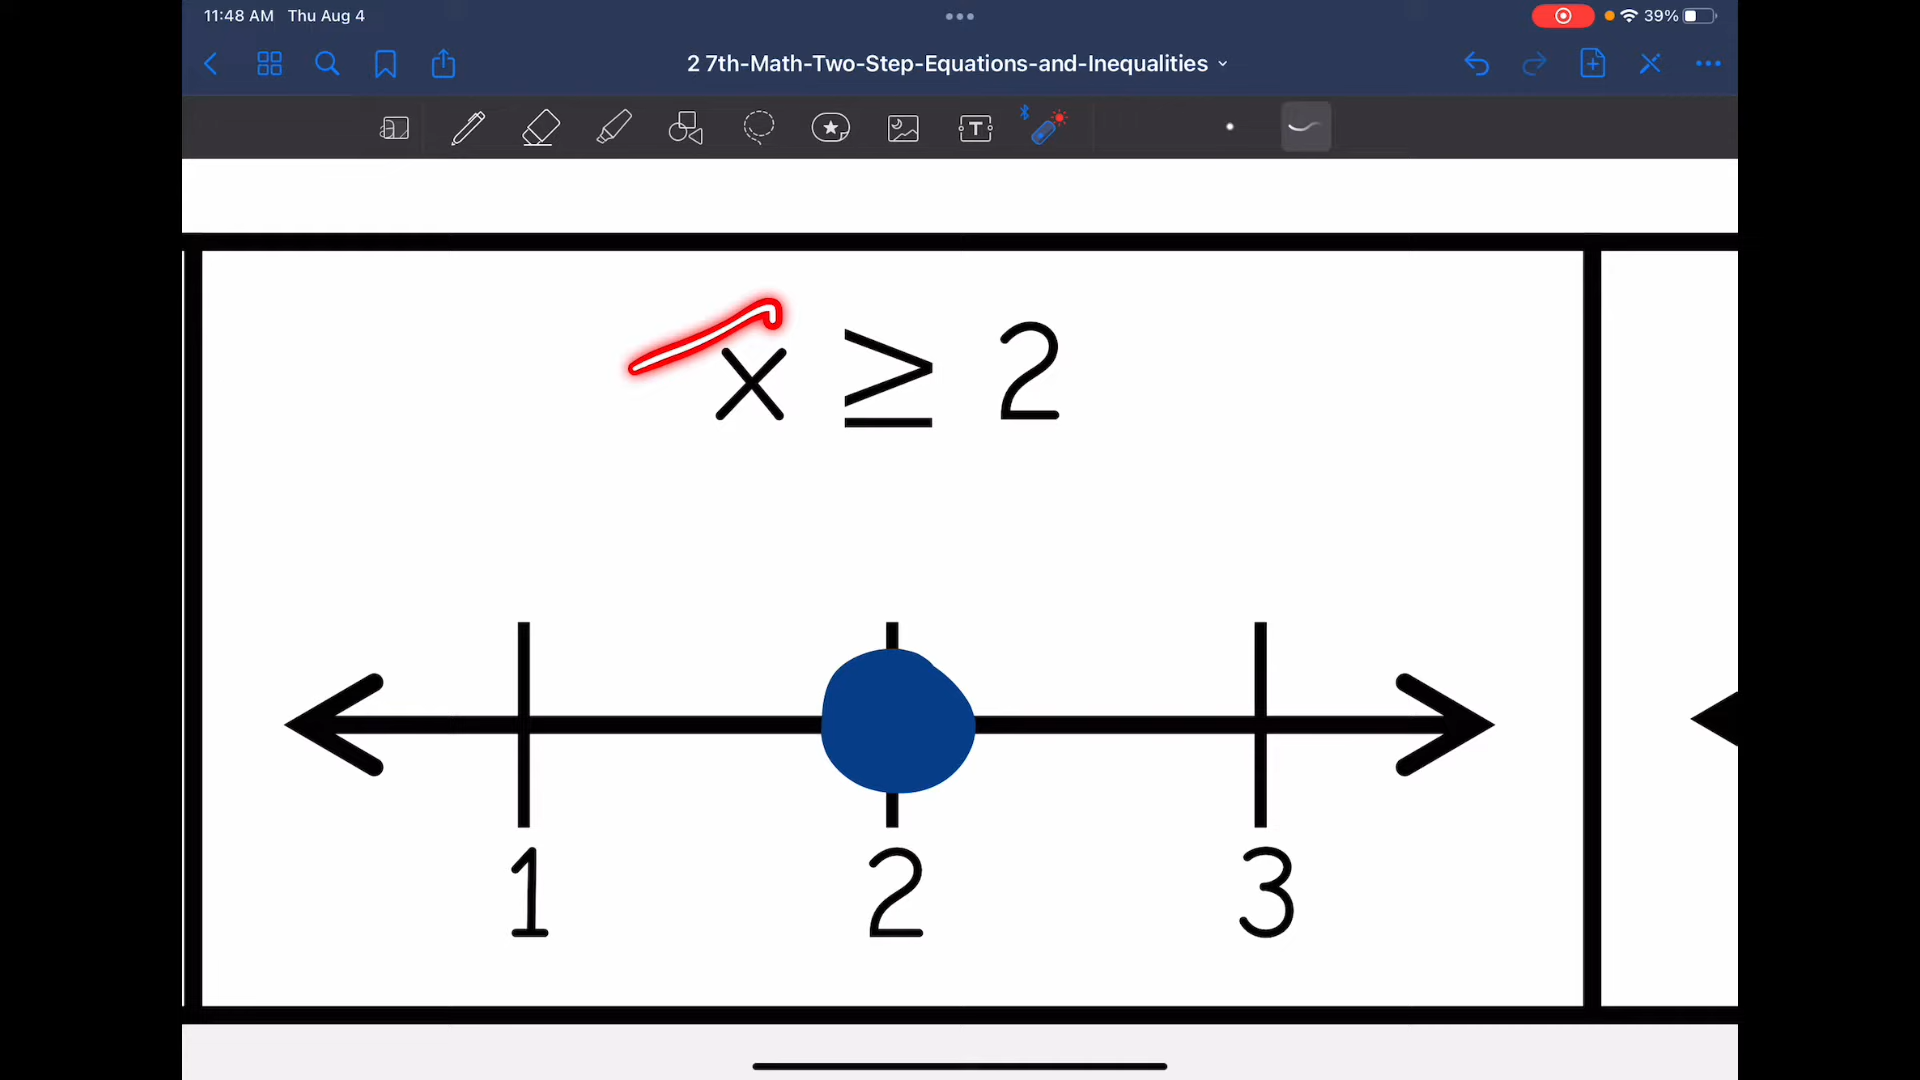 11:48 AM Thu Aug 4
39%
2 7th-Math-Two-Step-Equations-and-Inequalities
T
x ≥ 2
1 2 3